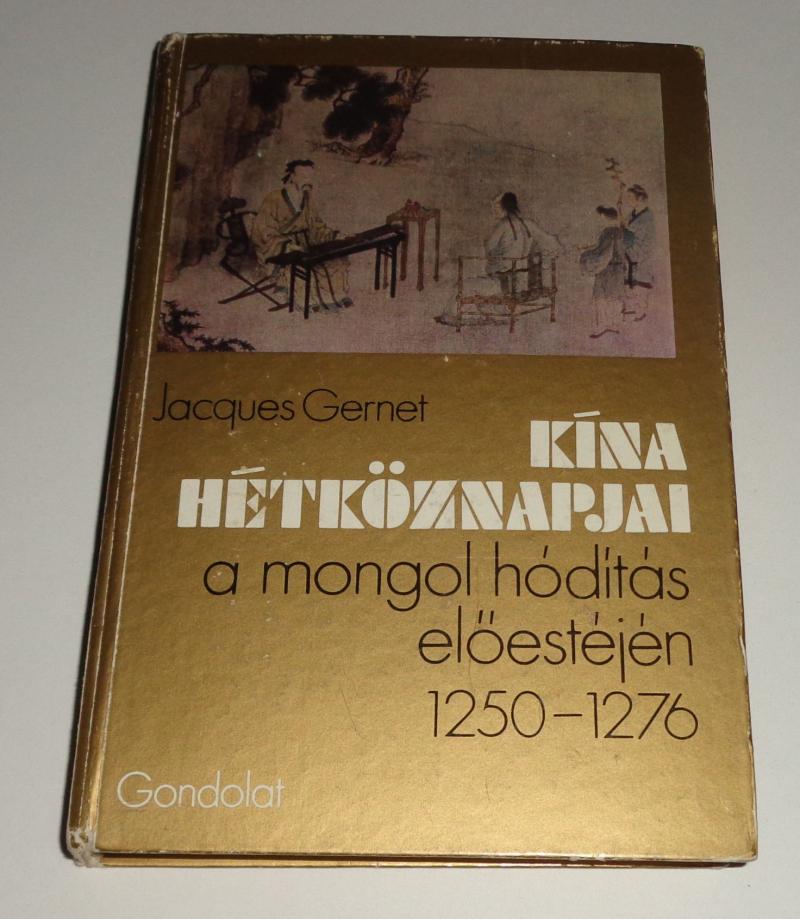 Jacques Gernet
KÍNA
HÉTKÖZNAPJAI
a mongol hódítás
előestéjén
1250–1276
Gondolat